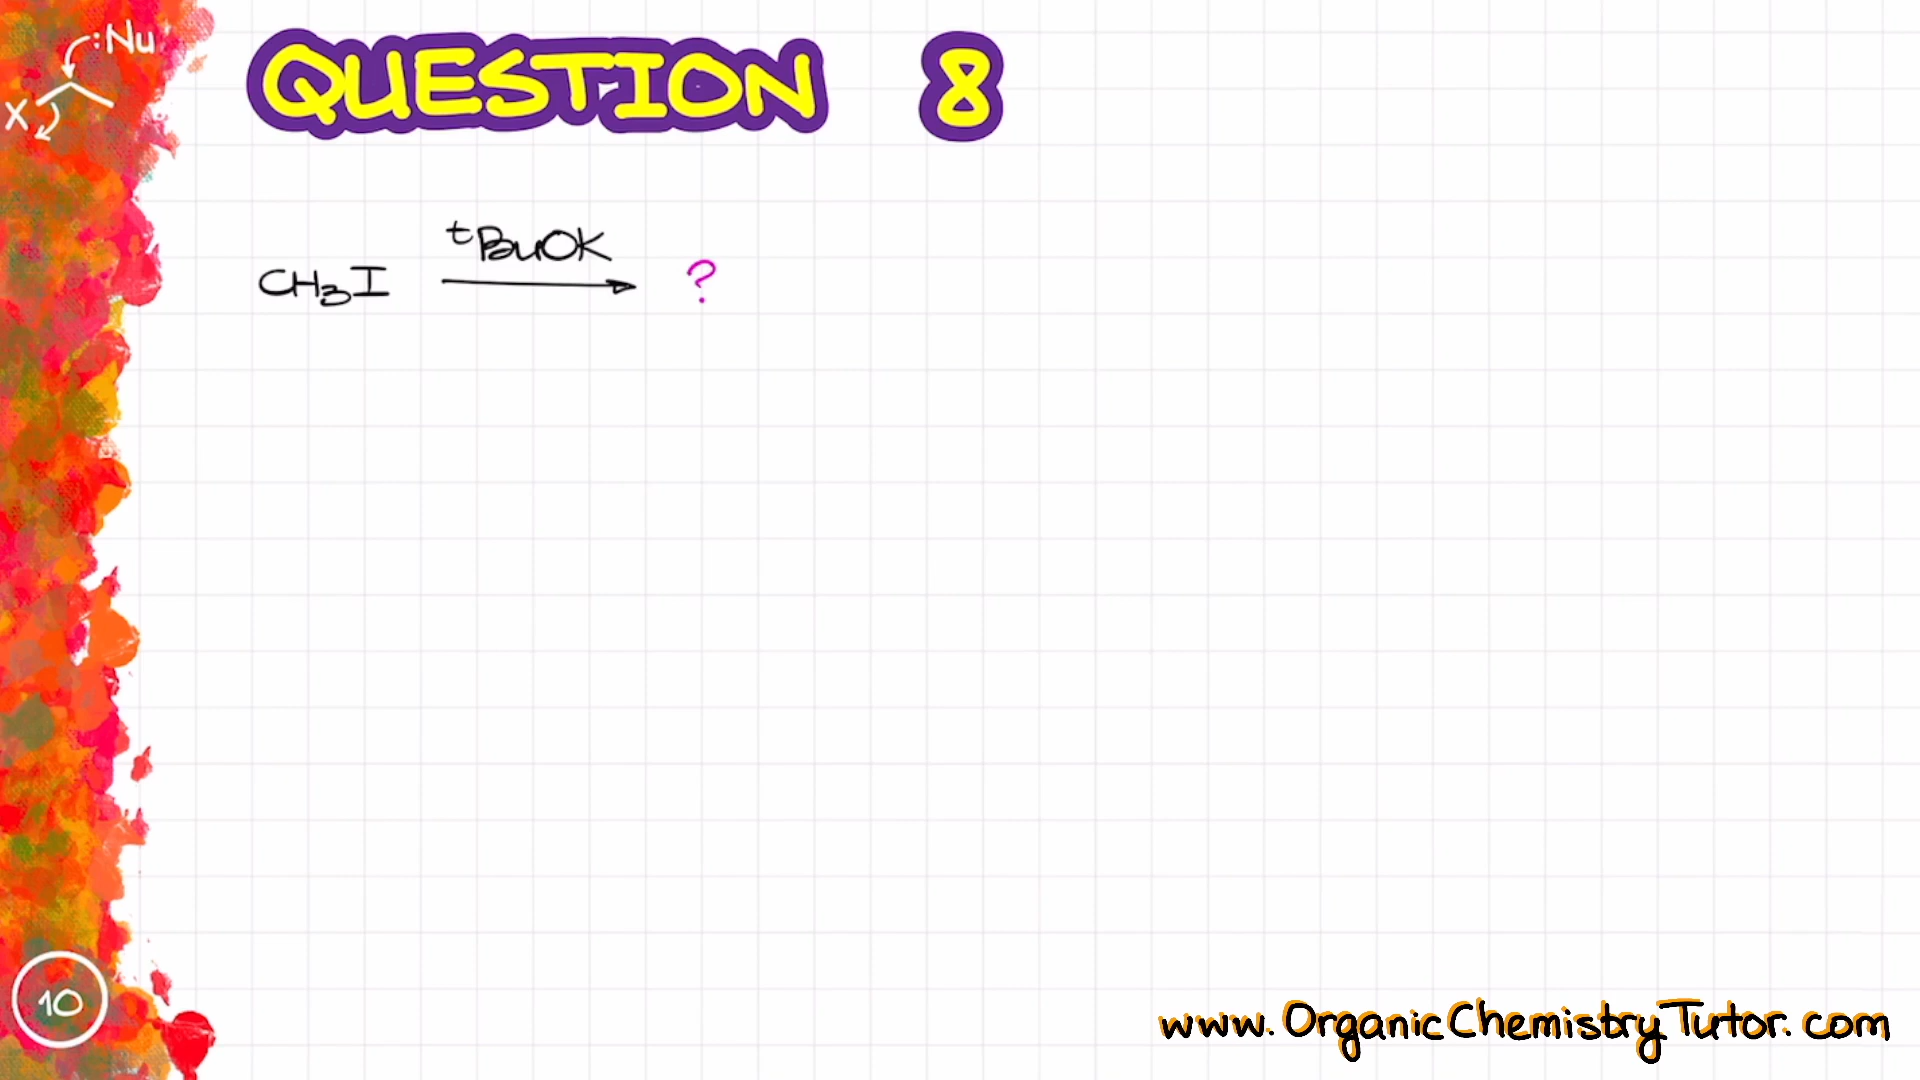 :Nu
X
QUESTION 8
CH₃I ᵗBuOK ?
10
www.OrganicChemistryTutor.com